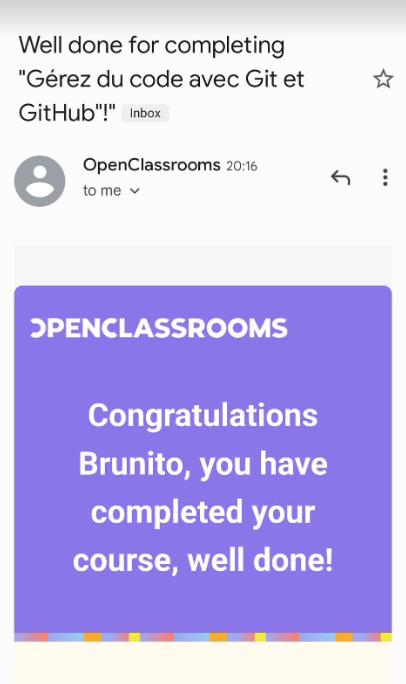 Well done for completing
"Gérez du code avec Git et
GitHub"!" Inbox
OpenClassrooms 20:16
to me
OPENCLASSROOMS
Congratulations
Brunito, you have
completed your
course, well done!